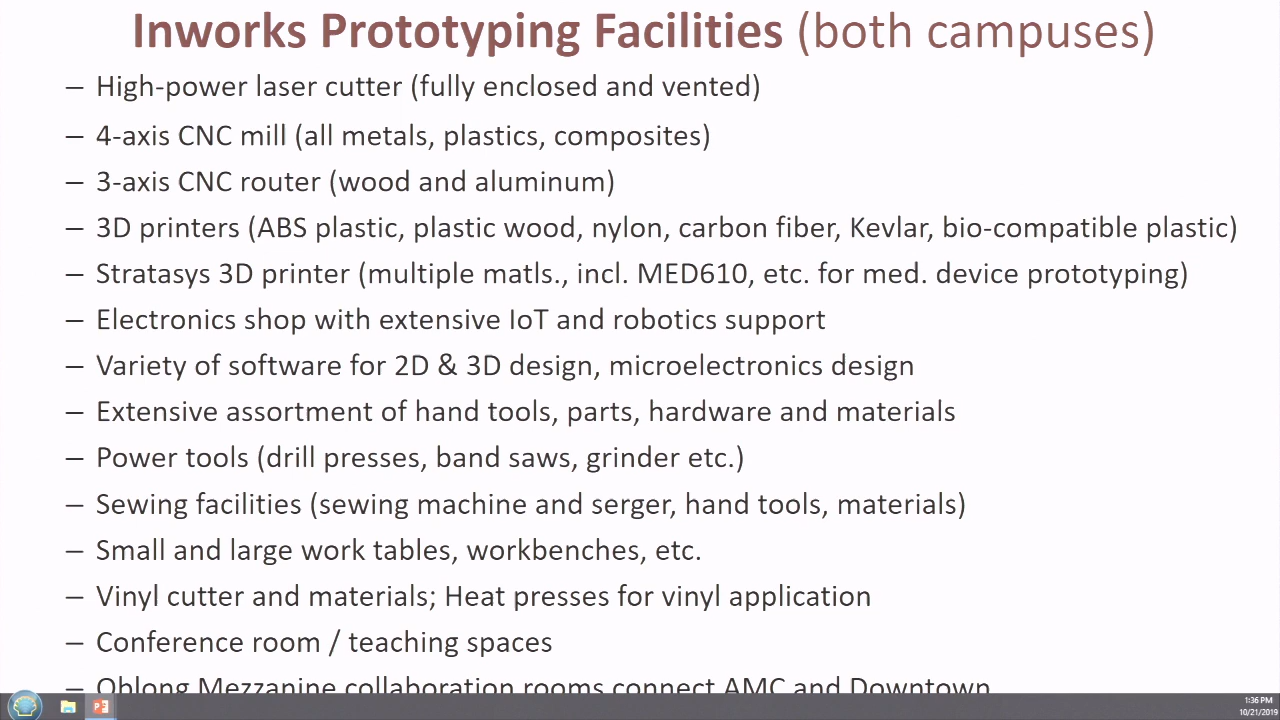 Inworks Prototyping Facilities (both campuses)
– High-power laser cutter (fully enclosed and vented)
– 4-axis CNC mill (all metals, plastics, composites)
– 3-axis CNC router (wood and aluminum)
– 3D printers (ABS plastic, plastic wood, nylon, carbon fiber, Kevlar, bio-compatible plastic)
– Stratasys 3D printer (multiple matls., incl. MED610, etc. for med. device prototyping)
– Electronics shop with extensive IoT and robotics support
– Variety of software for 2D & 3D design, microelectronics design
– Extensive assortment of hand tools, parts, hardware and materials
– Power tools (drill presses, band saws, grinder etc.)
– Sewing facilities (sewing machine and serger, hand tools, materials)
– Small and large work tables, workbenches, etc.
– Vinyl cutter and materials; Heat presses for vinyl application
– Conference room / teaching spaces
– Oblong Mezzanine collaboration rooms connect AMC and Downtown
1:36 PM
10/21/2019